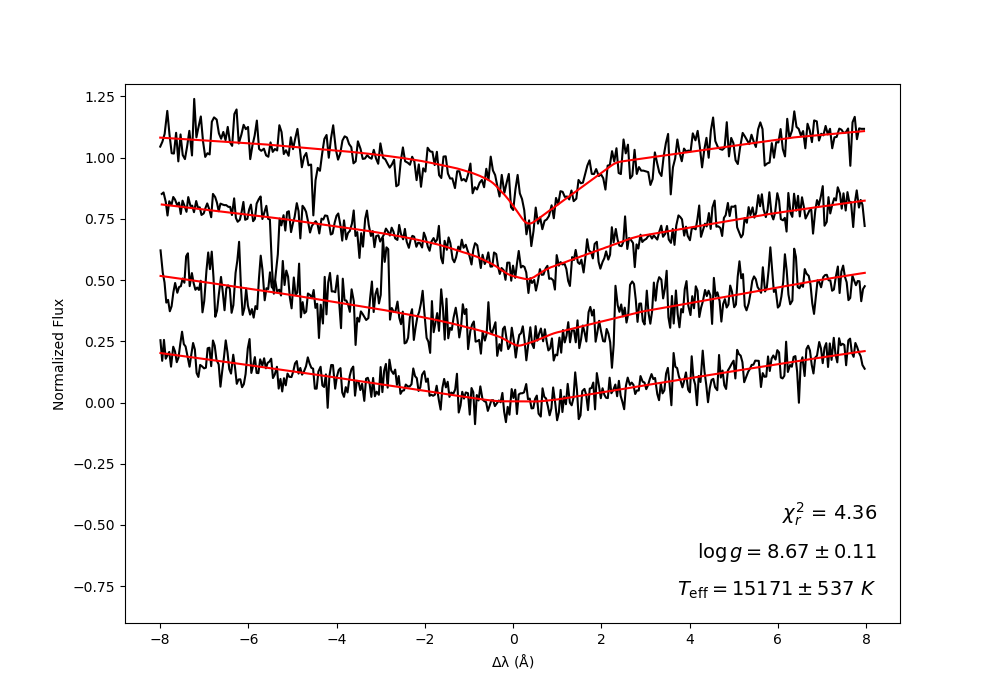 1.25
1.00
0.75
0.50
0.25
0.00
−0.25
−0.50
−0.75
Normalized Flux
χ²ᵣ = 4.36
log g = 8.67 ± 0.11
T_eff = 15171 ± 537 K
−8 −6 −4 −2 0 2 4 6 8
Δλ (Å)